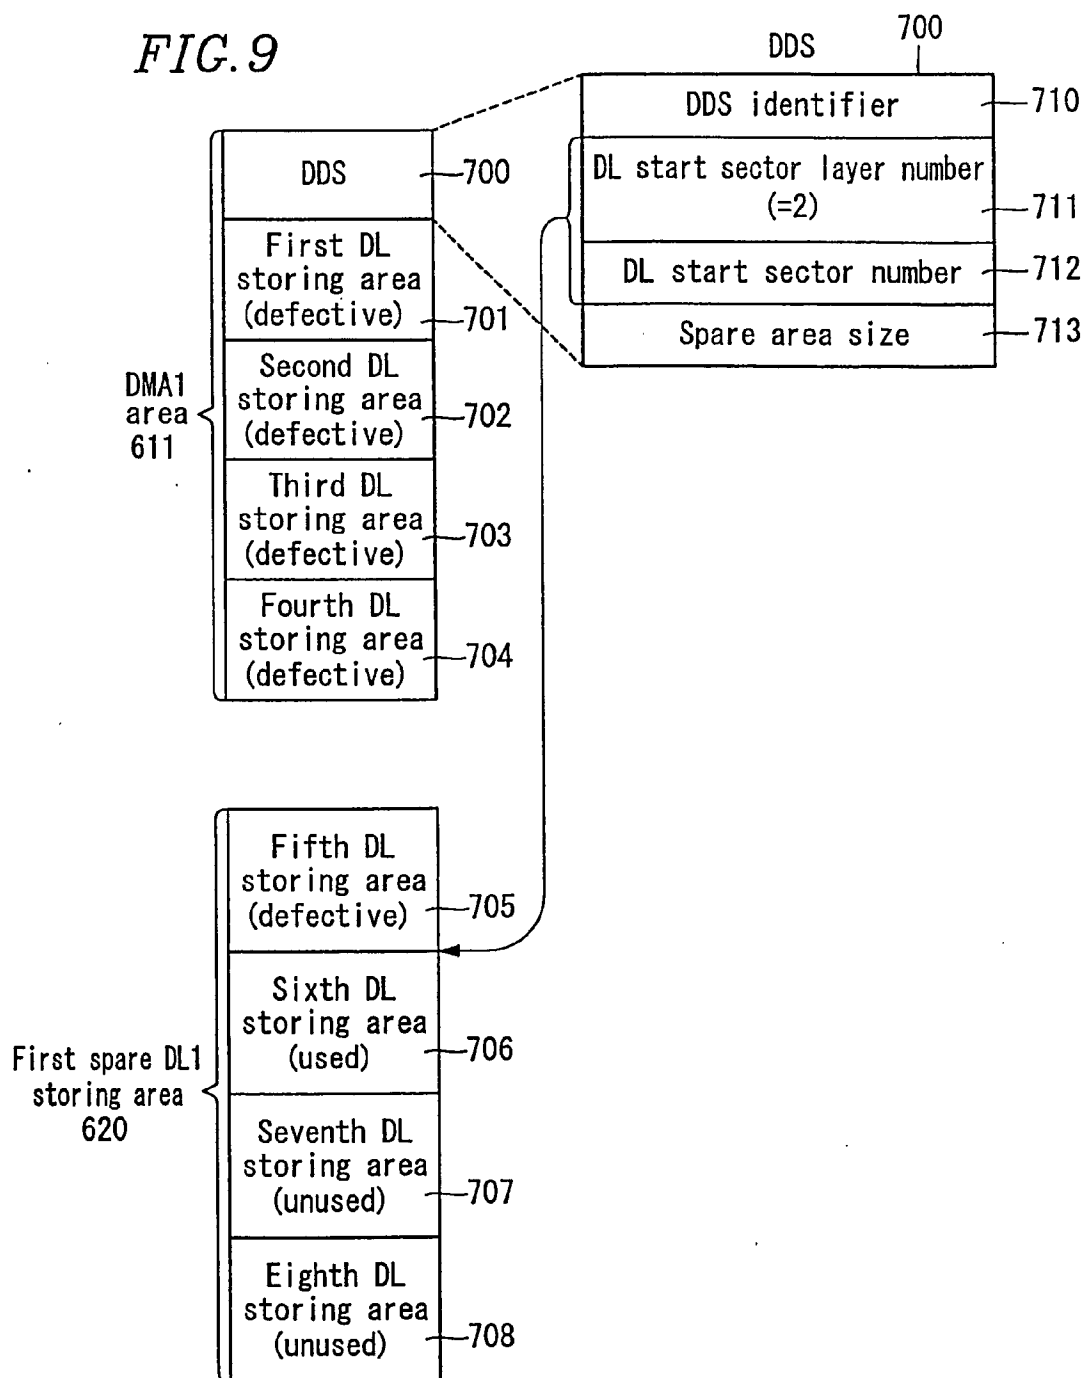 FIG. 9
DDS
700
DDS identifier
710
DL start sector layer number
(=2)
711
DL start sector number
712
Spare area size
713
DDS
700
First DL
storing area
(defective)
701
Second DL
storing area
(defective)
702
Third DL
storing area
(defective)
703
Fourth DL
storing area
(defective)
704
DMA1
area
611
Fifth DL
storing area
(defective)
705
Sixth DL
storing area
(used)
706
Seventh DL
storing area
(unused)
707
Eighth DL
storing area
(unused)
708
First spare DL1
storing area
620